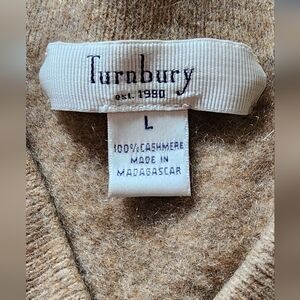 Turnbury
est. 1980
L
100% CASHMERE
MADE IN
MADAGASCAR